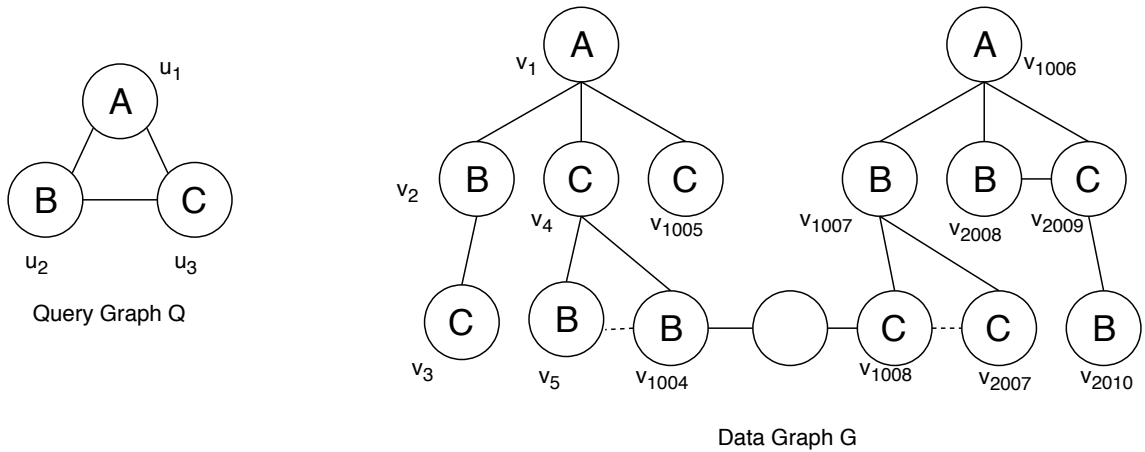 A
u1
B
C
u2
u3
Query Graph Q
A
v1
A
v1006
B
C
C
v2
v4
v1005
B
B
C
v1007
v2008
v2009
C
B
B
C
C
B
v3
v5
v1004
v1008
v2007
v2010
Data Graph G